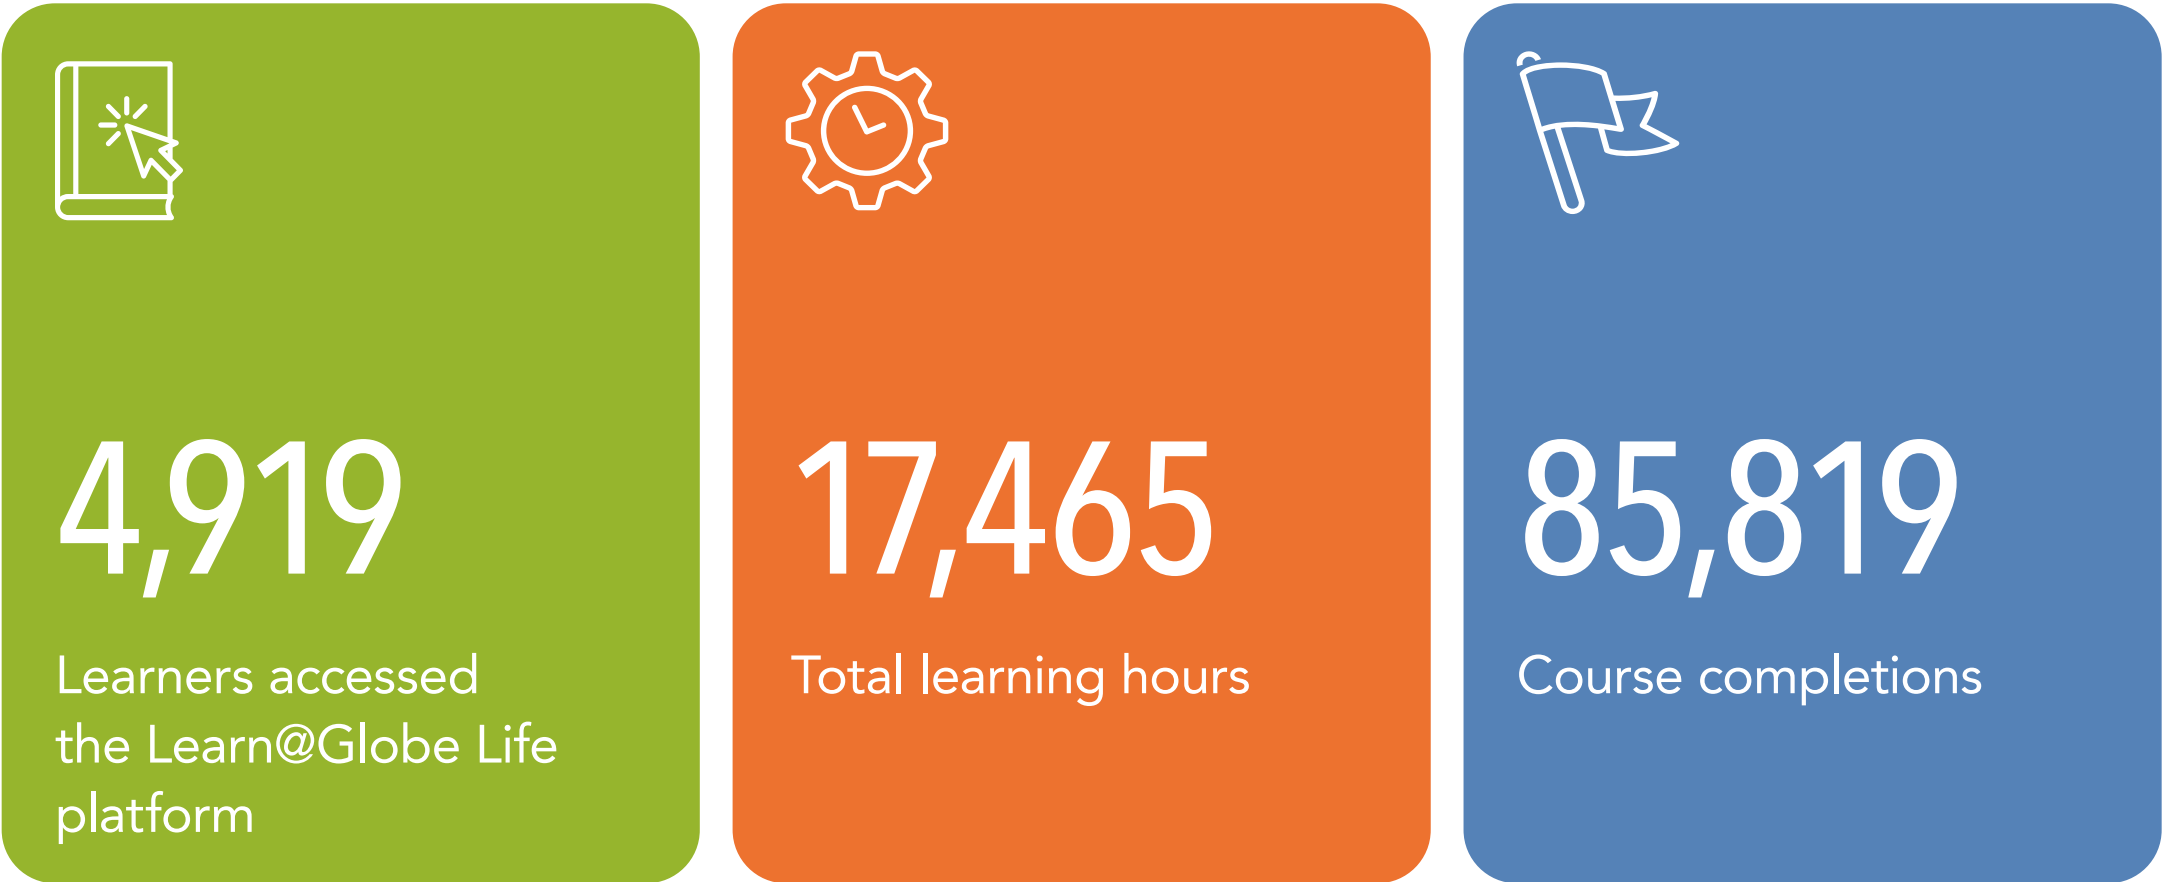 4,919
Learners accessed
the Learn@Globe Life
platform
17,465
Total learning hours
85,819
Course completions